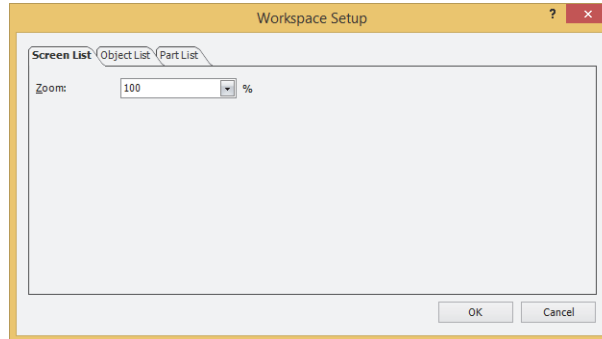 Workspace Setup ? ×
Screen List Object List Part List
Zoom: 100 %
OK Cancel